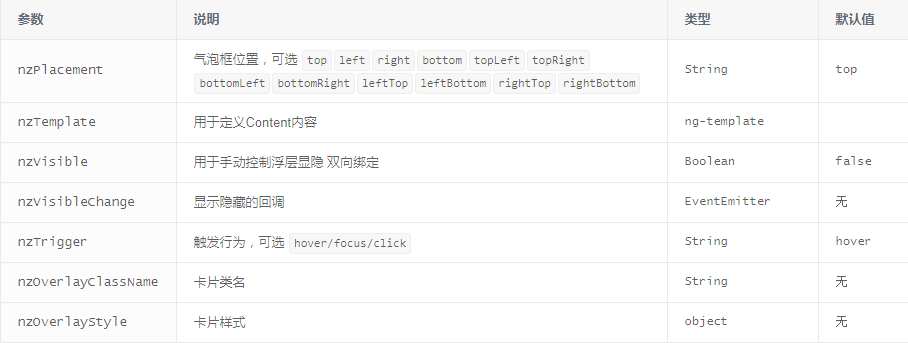 参数 说明 类型 默认值
nzPlacement 气泡框位置，可选 top left right bottom topLeft topRight String top
bottomLeft bottomRight leftTop leftBottom rightTop rightBottom
nzTemplate 用于定义Content内容 ng-template
nzVisible 用于手动控制浮层显隐 双向绑定 Boolean false
nzVisibleChange 显示隐藏的回调 EventEmitter 无
nzTrigger 触发行为，可选 hover/focus/click String hover
nzOverlayClassName 卡片类名 String 无
nzOverlayStyle 卡片样式 object 无